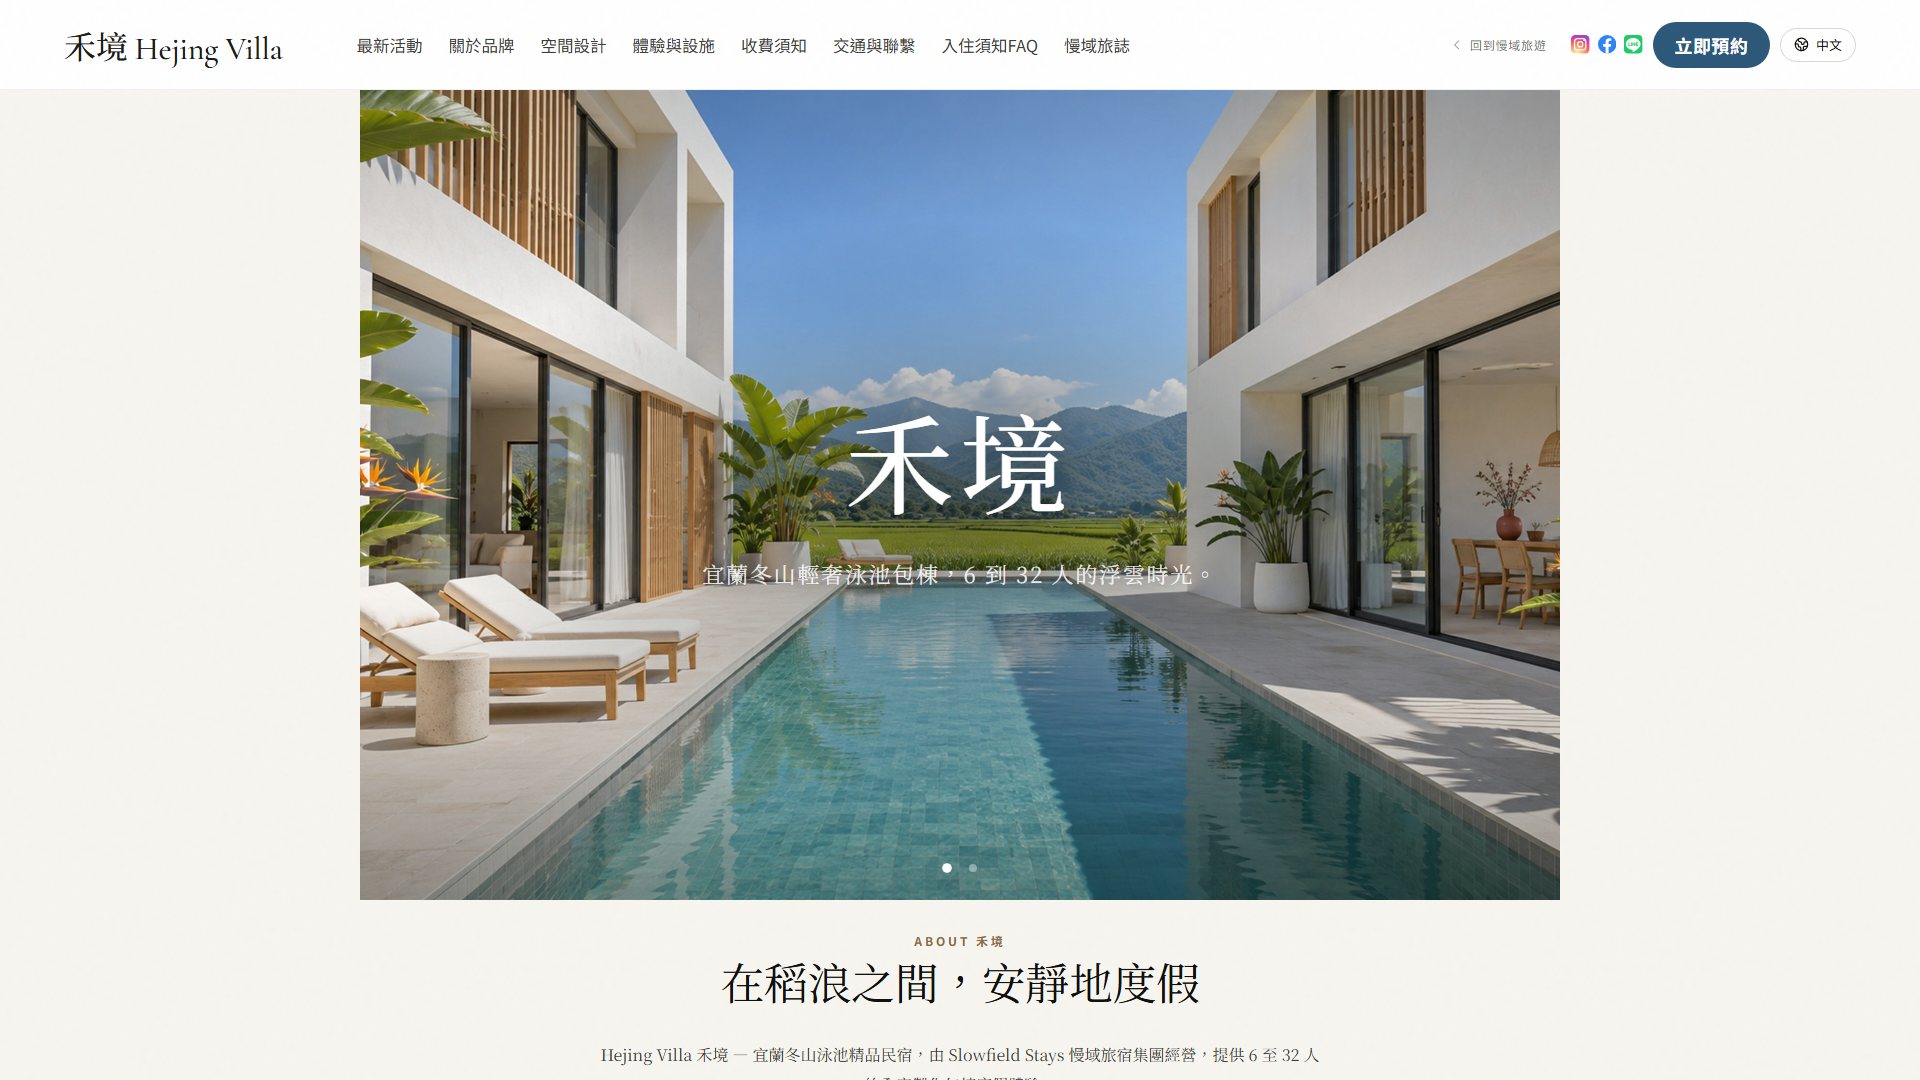 禾境 Hejing Villa
最新活動 關於品牌 空間設計 體驗與設施 收費須知 交通與聯繫 入住須知FAQ 慢域旅誌
回到慢域旅遊
立即預約
中文
禾境
宜蘭冬山輕奢泳池包棟，6 到 32 人的浮雲時光。
ABOUT 禾境
在稻浪之間，安靜地度假
Hejing Villa 禾境 — 宜蘭冬山泳池精品民宿，由 Slowfield Stays 慢域旅宿集團經營，提供 6 至 32 人